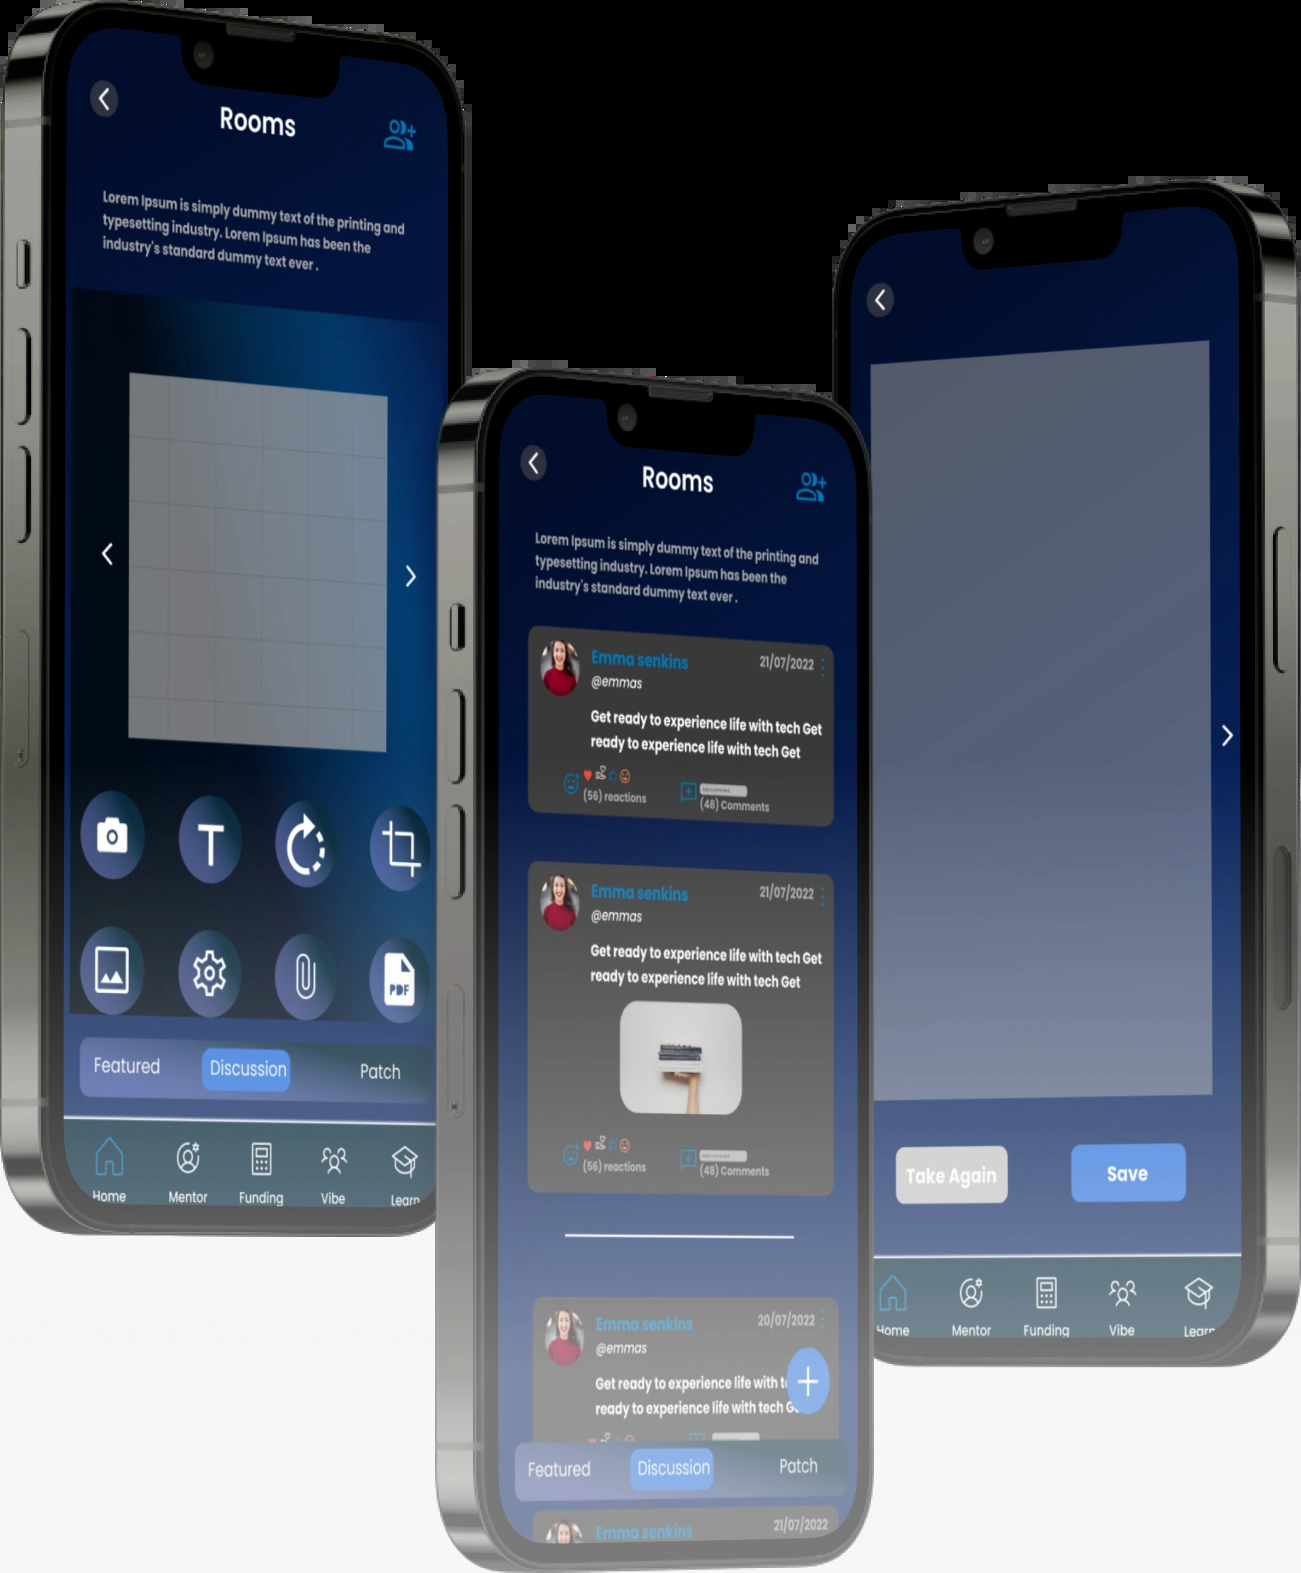 Rooms
Lorem Ipsum is simply dummy text of the printing and
typesetting industry. Lorem Ipsum has been the
industry's standard dummy text ever .
PDF
Featured
Discussion
Patch
Home
Mentor
Funding
Vibe
Learn
Rooms
Lorem Ipsum is simply dummy text of the printing and
typesetting industry. Lorem Ipsum has been the
industry's standard dummy text ever .
Emma senkins
21/07/2022
@emmas
Get ready to experience life with tech Get
ready to experience life with tech Get
(56) reactions
(48) Comments
Emma senkins
21/07/2022
@emmas
Get ready to experience life with tech Get
ready to experience life with tech Get
(56) reactions
(48) Comments
Emma senkins
20/07/2022
@emmas
Get ready to experience life with
ready to experience life with tech
Featured
Discussion
Patch
Emma senkins
21/07/2022
Take Again
Save
Home
Mentor
Funding
Vibe
Learn